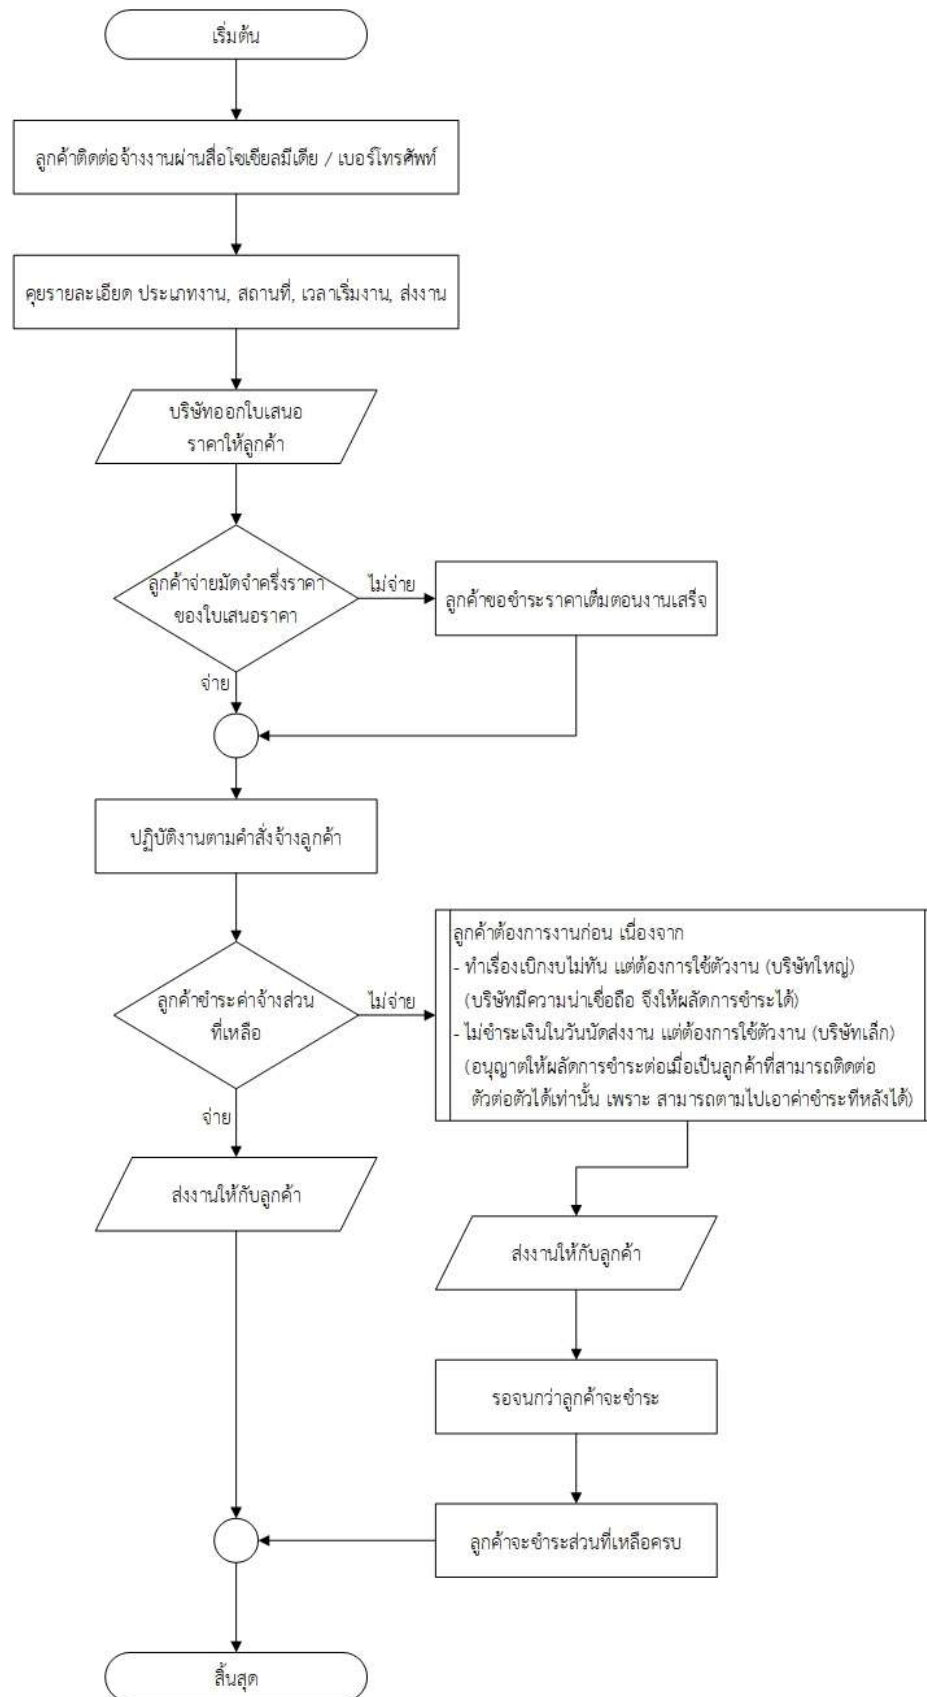 เริ่มต้น
ลูกค้าติดต่อจ้างงานผ่านสื่อโซเชียลมีเดีย / เบอร์โทรศัพท์
คุยรายละเอียด ประเภทงาน, สถานที่, เวลาเริ่มงาน, ส่งงาน
บริษัทออกใบเสนอ
ราคาให้ลูกค้า
ลูกค้าจ่ายมัดจำครึ่งราคา
ของใบเสนอราคา
ไม่จ่าย
ลูกค้าขอชำระราคาเต็มตอนงานเสร็จ
จ่าย
ปฏิบัติงานตามคำสั่งจ้างลูกค้า
ลูกค้าชำระค่าจ้างส่วน
ที่เหลือ
ไม่จ่าย
ลูกค้าต้องการงานก่อน เนื่องจาก
- ทำเรื่องเบิกงบไม่ทัน แต่ต้องการใช้ตัวงาน (บริษัทใหญ่)
(บริษัทมีความน่าเชื่อถือ จึงให้ผลัดการชำระได้)
- ไม่ชำระเงินในวันนัดส่งงาน แต่ต้องการใช้ตัวงาน (บริษัทเล็ก)
(อนุญาตให้ผลัดการชำระต่อเมื่อเป็นลูกค้าที่สามารถติดต่อ
ตัวต่อตัวได้เท่านั้น เพราะ สามารถตามไปเอาค่าชำระทีหลังได้)
จ่าย
ส่งงานให้กับลูกค้า
ส่งงานให้กับลูกค้า
รอจนกว่าลูกค้าจะชำระ
ลูกค้าจะชำระส่วนที่เหลือครบ
สิ้นสุด